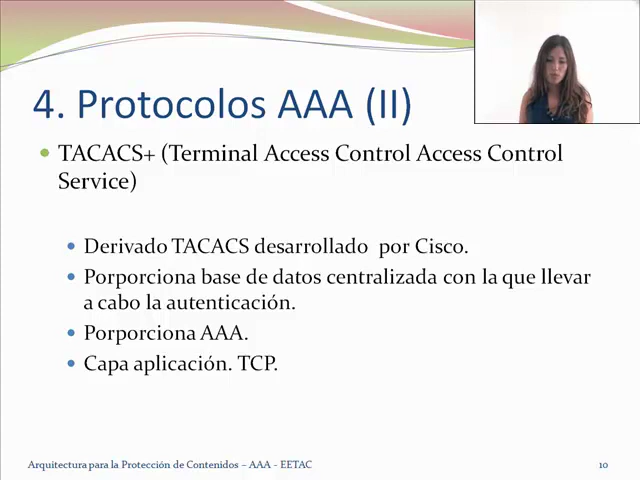 4. Protocolos AAA (II)
TACACS+ (Terminal Access Control Access Control
Service)
Derivado TACACS desarrollado por Cisco.
Porporciona base de datos centralizada con la que llevar
a cabo la autenticación.
Porporciona AAA.
Capa aplicación. TCP.
Arquitectura para la Protección de Contenidos – AAA - EETAC
10